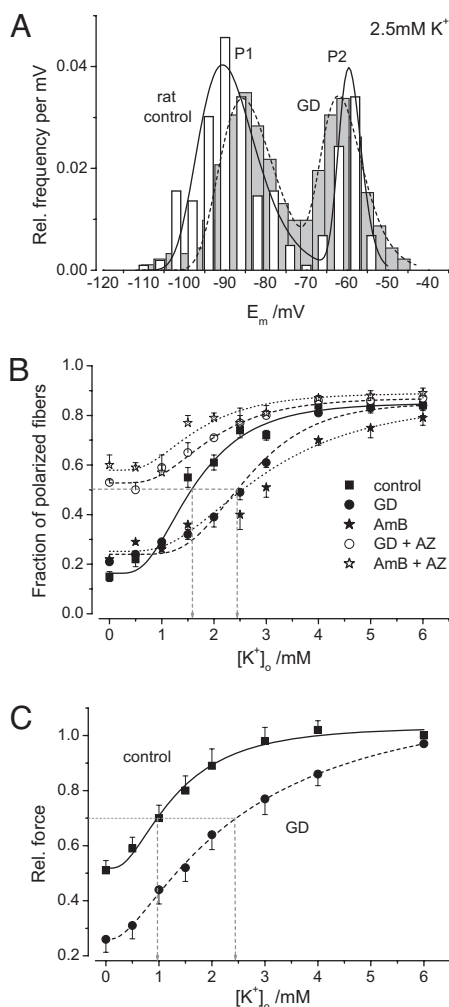 A
2.5mM K⁺
P1
P2
rat
control
GD
Rel. frequency per mV
0.04
0.02
0.00
-120 -110 -100 -90 -80 -70 -60 -50 -40 -30
E_m /mV
B
Fraction of polarized fibers
1.0
0.8
0.6
0.4
0.2
0.0
control
GD
AmB
GD + AZ
AmB + AZ
0 1 2 3 4 5 6
[K⁺]ₒ /mM
C
control
GD
Rel. force
1.0
0.8
0.6
0.4
0.2
0 1 2 3 4 5 6
[K⁺]ₒ /mM